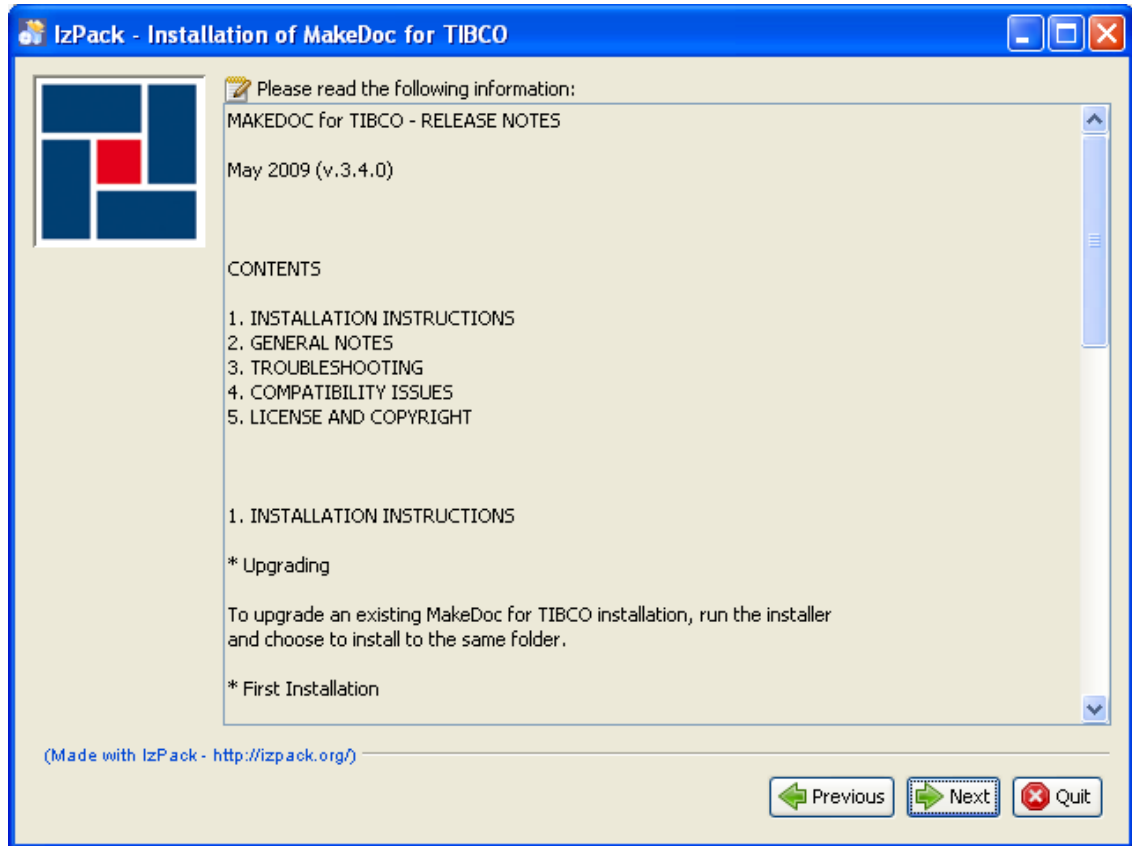 IzPack - Installation of MakeDoc for TIBCO
Please read the following information:
MAKEDOC for TIBCO - RELEASE NOTES
May 2009 (v.3.4.0)
CONTENTS
1. INSTALLATION INSTRUCTIONS
2. GENERAL NOTES
3. TROUBLESHOOTING
4. COMPATIBILITY ISSUES
5. LICENSE AND COPYRIGHT
1. INSTALLATION INSTRUCTIONS
* Upgrading
To upgrade an existing MakeDoc for TIBCO installation, run the installer
and choose to install to the same folder.
* First Installation
(Made with IzPack - http://izpack.org/)
Previous Next Quit